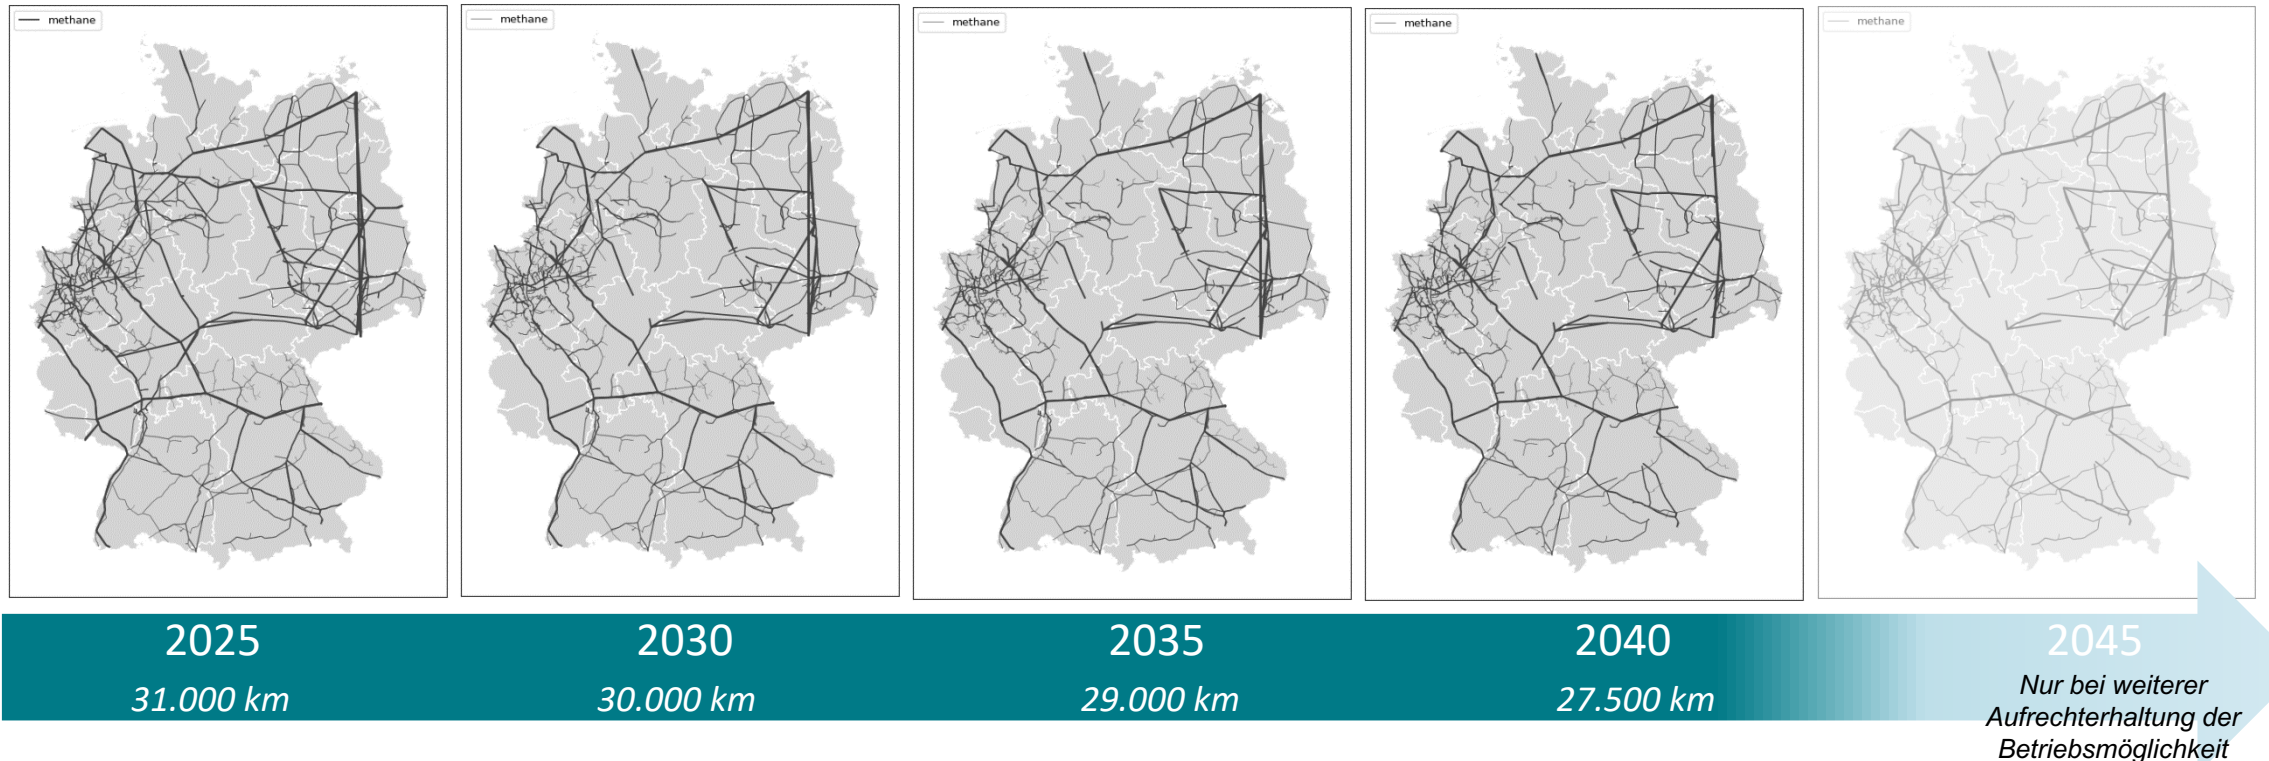 methane
methane
methane
methane
methane
2025
2030
2035
2040
2045
31.000 km
30.000 km
29.000 km
27.500 km
Nur bei weiterer
Aufrechterhaltung der
Betriebsmöglichkeit